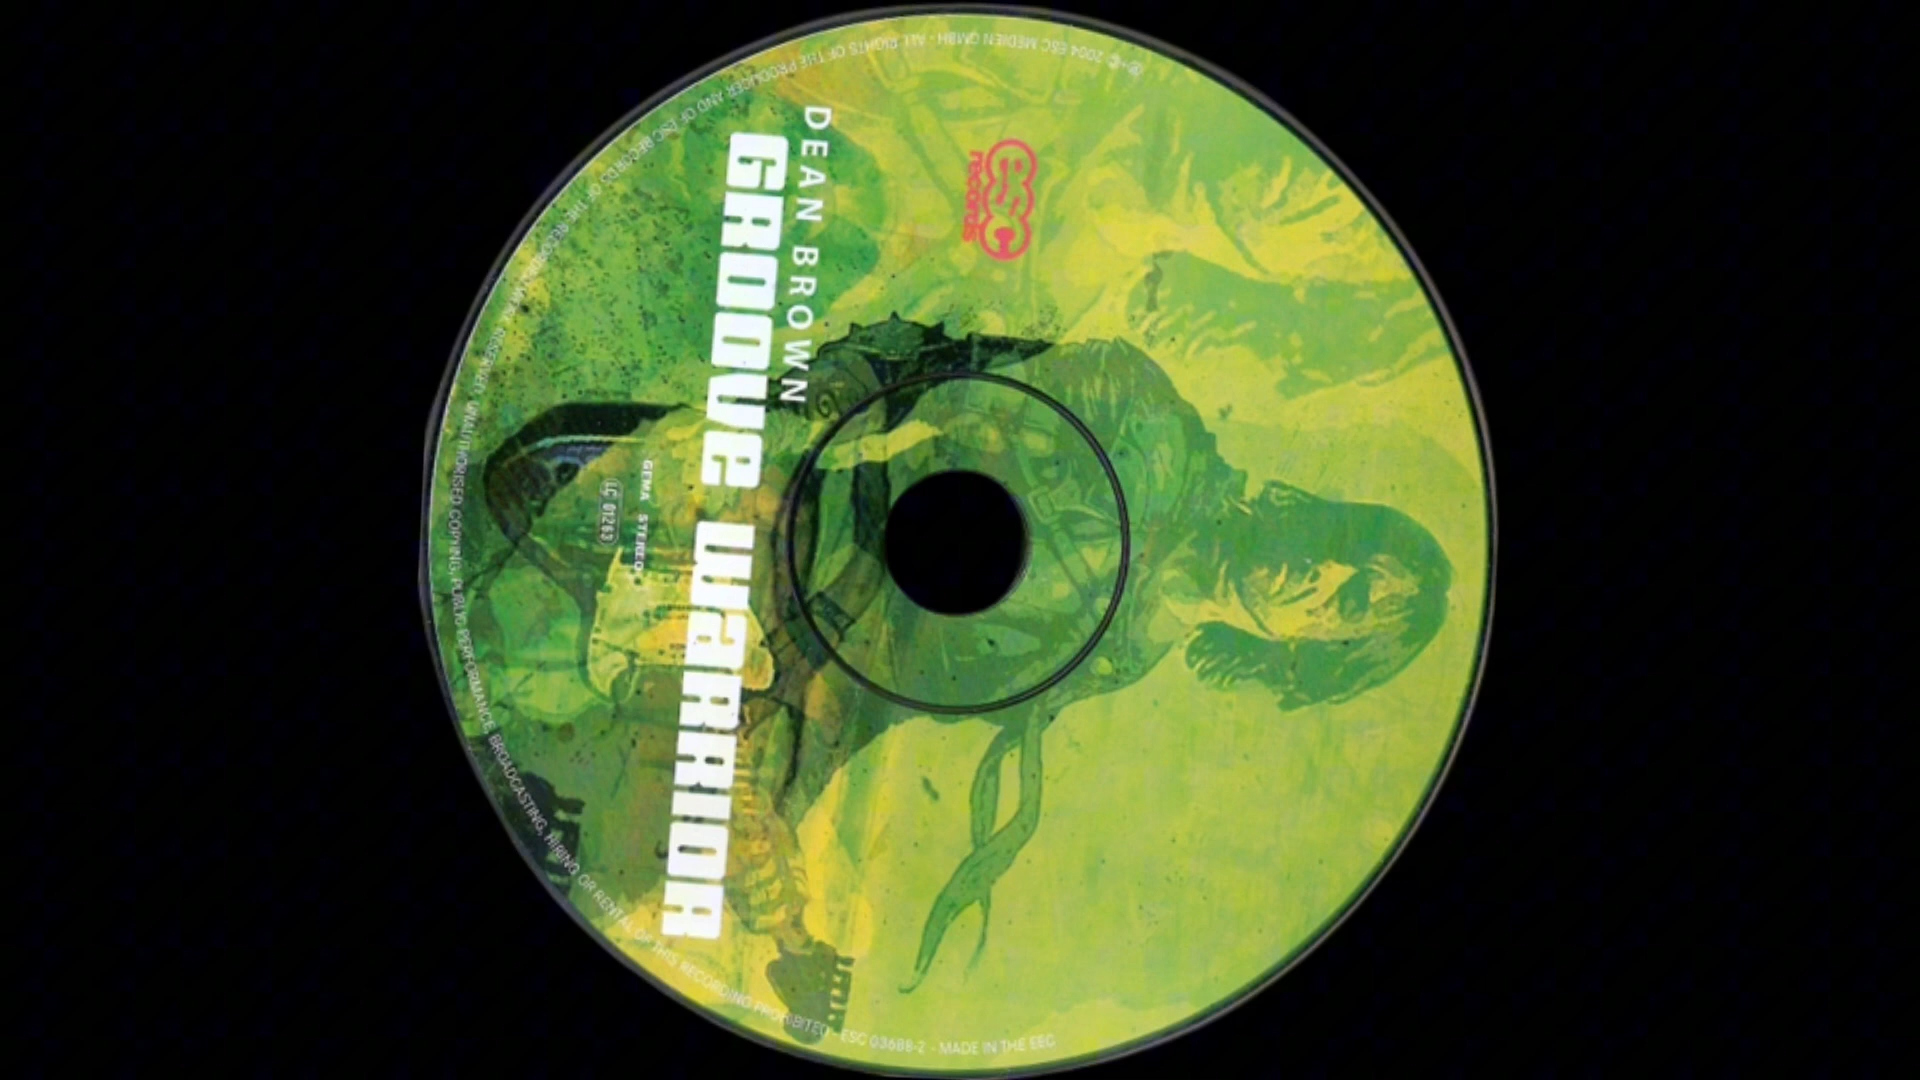 DEAN BROWN
GROOVE WARRIOR
esc
records
GEMA STEREO
LC 01263
℗+© 2004 ESC MEDIEN GMBH - ALL RIGHTS OF THE PRODUCER AND OF ESC RECORDS OF THE RECORDED WORK RESERVED. UNAUTHORISED COPYING, PUBLIC PERFORMANCE, BROADCASTING, HIRING OR RENTAL OF THIS RECORDING PROHIBITED - ESC 03688-2 - MADE IN THE EEC